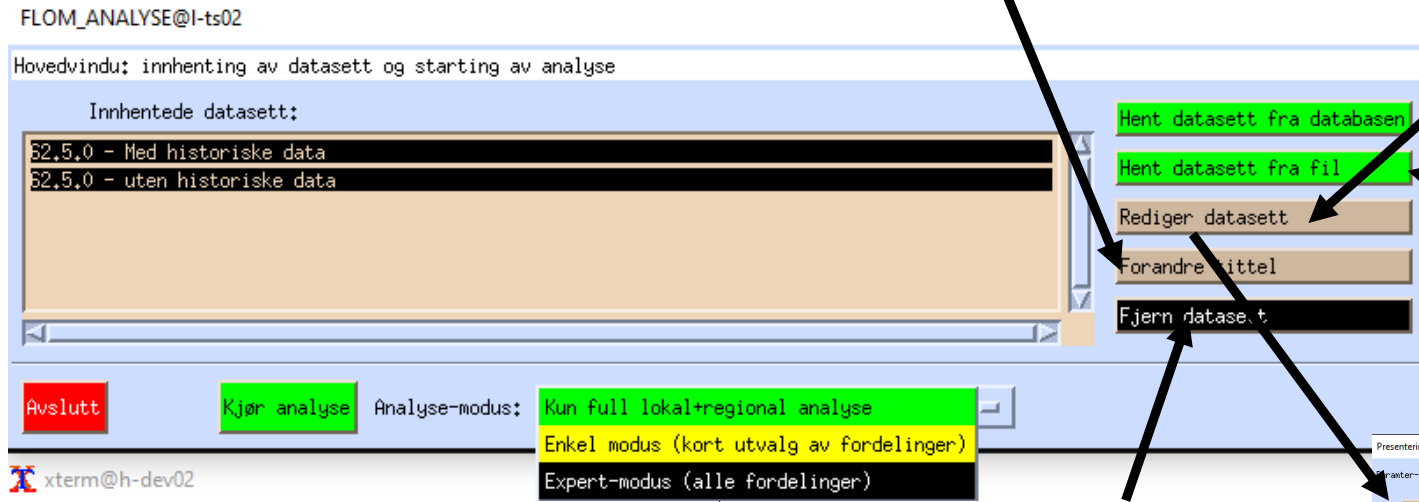 FLOM_ANALYSE@l-ts02
Hovedvindu: innhenting av datasett og starting av analyse
Innhentede datasett:
62.5.0 - Med historiske data
62.5.0 - uten historiske data
Hent datasett fra databasen
Hent datasett fra fil
Rediger datasett
Forandre tittel
Fjern datasett
Avslutt
Kjør analyse
Analyse-modus:
Kun full lokal+regional analyse
Enkel modus (kort utvalg av fordelinger)
Expert-modus (alle fordelinger)
xterm@h-dev02